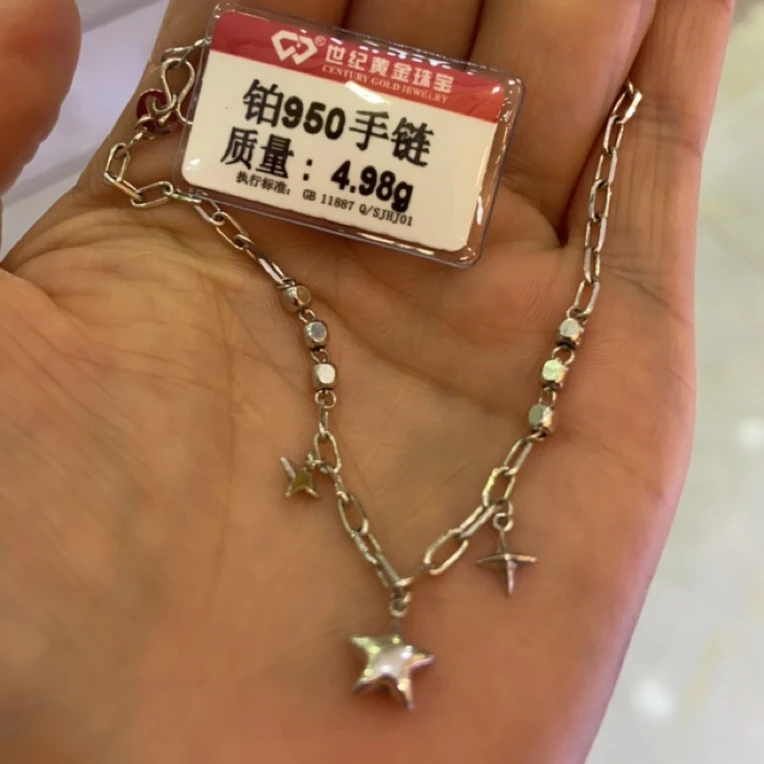 ®世纪黄金珠宝
CENTURY GOLD JEWELRY
铂950手链
质量：4.98g
执行标准： GB 11887 Q/SJHJ01